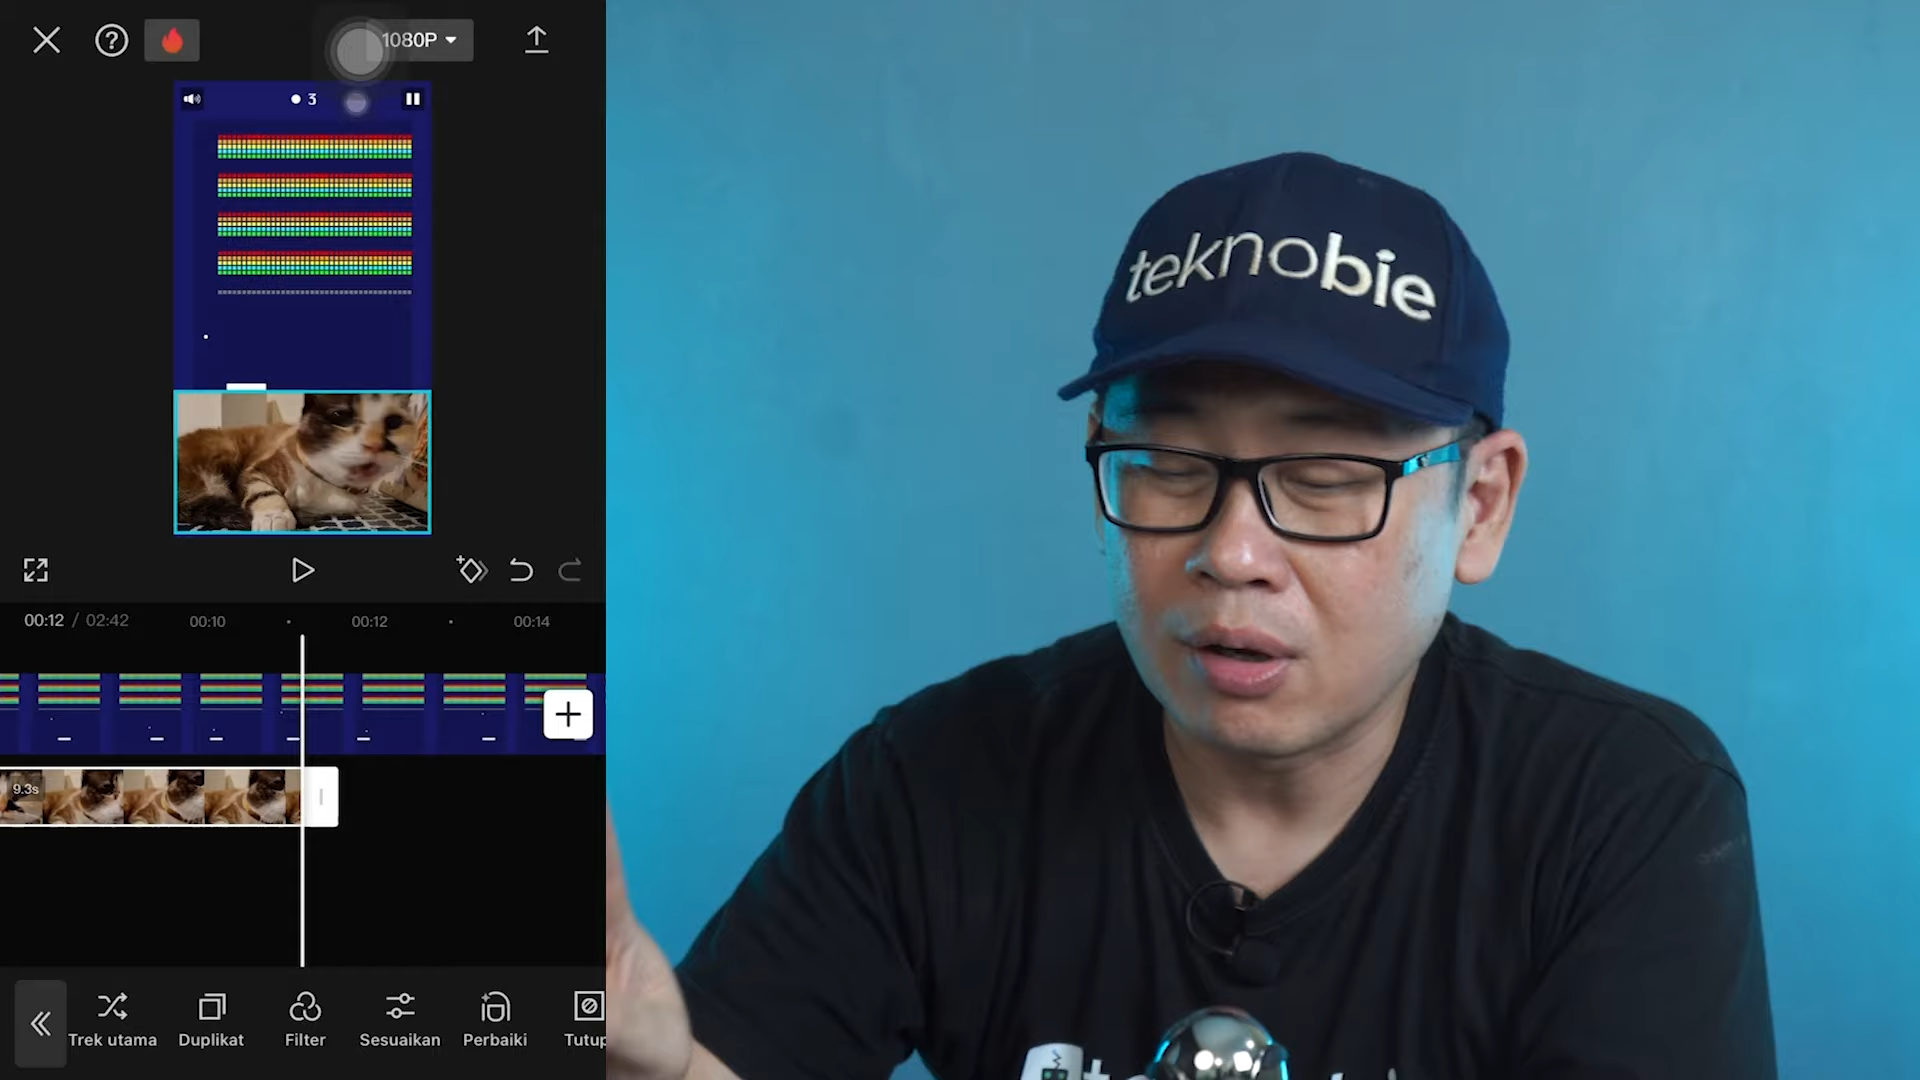 1080P
3
00:12 / 02:42
00:10
00:12
00:14
9.3s
Trek utama
Duplikat
Filter
Sesuaikan
Perbaiki
Tutup
teknobie